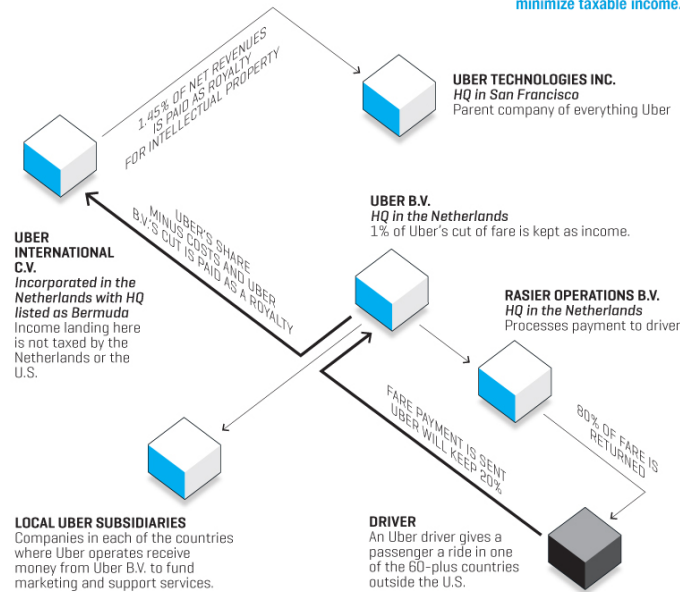 minimize taxable income.
1.45% OF NET REVENUES
IS PAID AS ROYALTY
FOR INTELLECTUAL PROPERTY
UBER TECHNOLOGIES INC.
HQ in San Francisco
Parent company of everything Uber
UBER B.V.
HQ in the Netherlands
1% of Uber's cut of fare is kept as income.
UBER'S SHARE
MINUS COSTS AND UBER
B.V.'S CUT IS PAID AS A ROYALTY
UBER
INTERNATIONAL
C.V.
Incorporated in the
Netherlands with HQ
listed as Bermuda
Income landing here
is not taxed by the
Netherlands or the
U.S.
RASIER OPERATIONS B.V.
HQ in the Netherlands
Processes payment to driver
80% OF FARE IS
RETURNED
FARE PAYMENT IS SENT
UBER WILL KEEP 20%
LOCAL UBER SUBSIDIARIES
Companies in each of the countries
where Uber operates receive
money from Uber B.V. to fund
marketing and support services.
DRIVER
An Uber driver gives a
passenger a ride in one
of the 60-plus countries
outside the U.S.